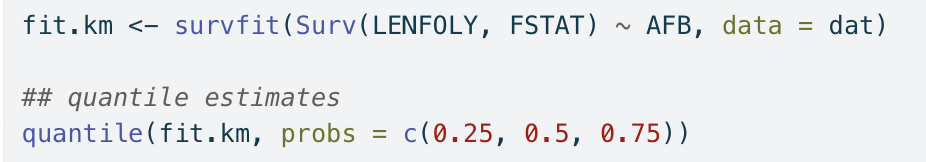 fit.km <- survfit(Surv(LENFOLY, FSTAT) ~ AFB, data = dat)
## quantile estimates
quantile(fit.km, probs = c(0.25, 0.5, 0.75))